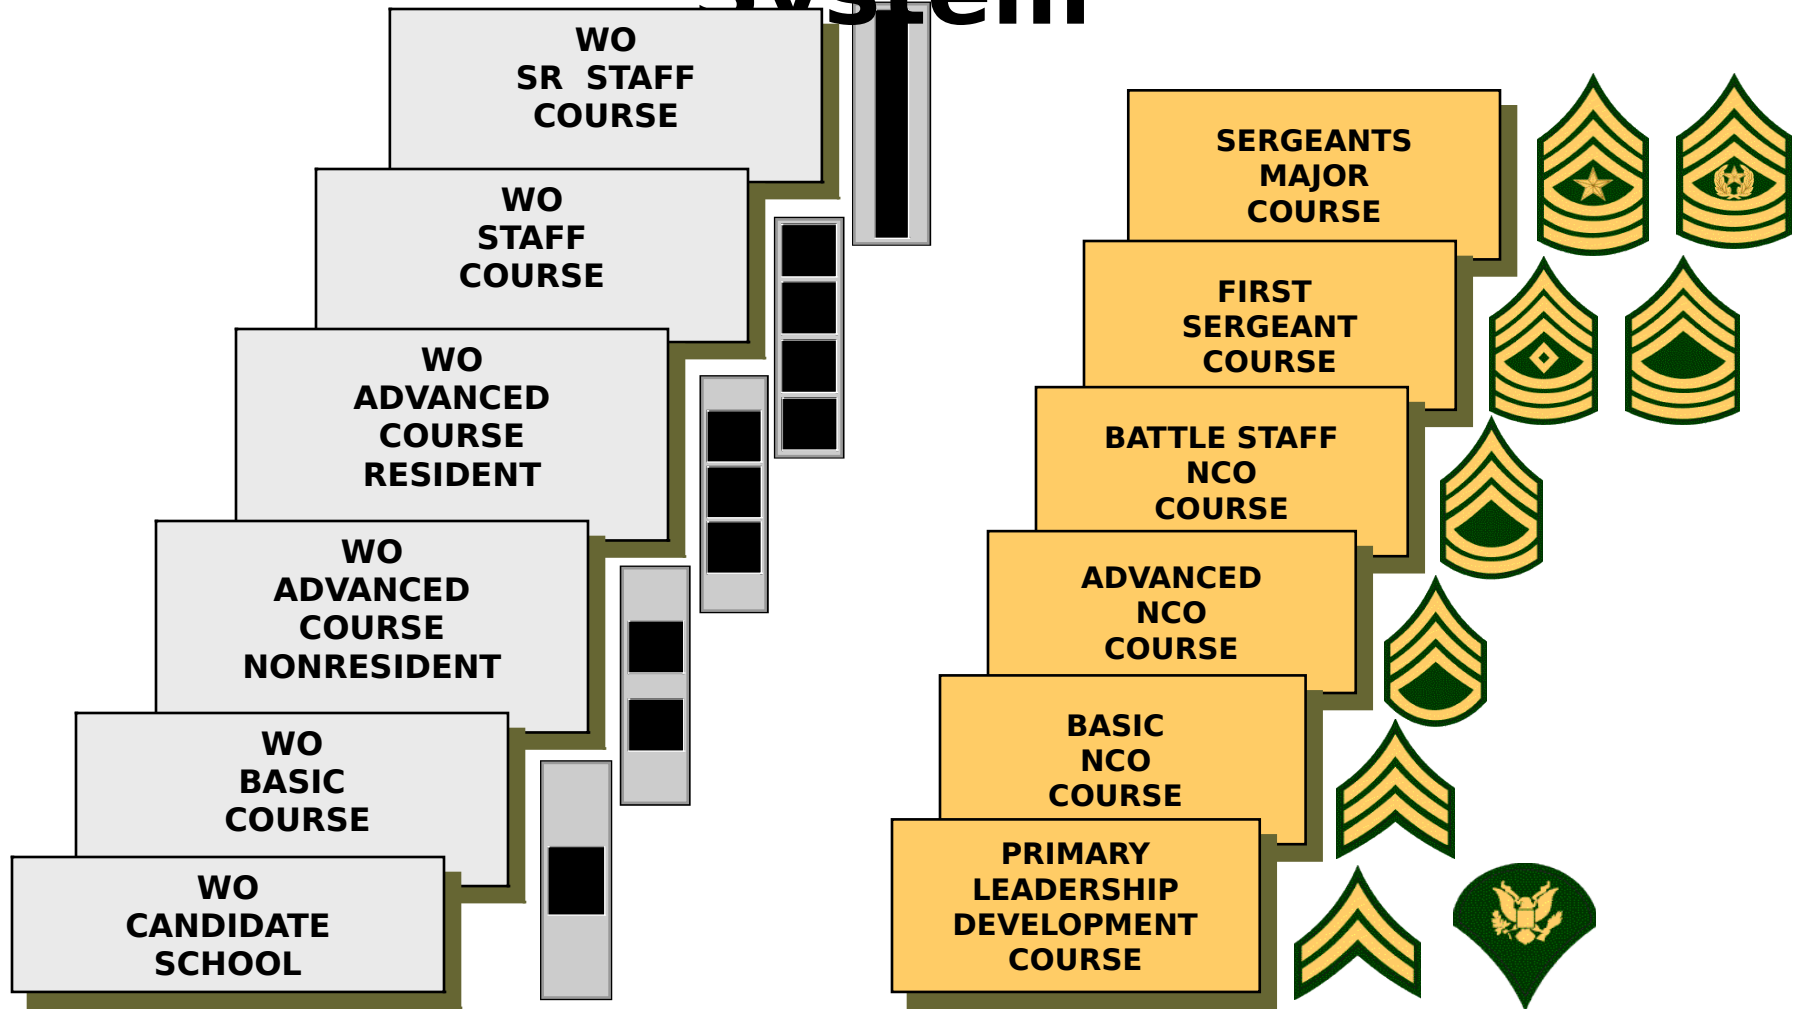 System
WO
SR STAFF
COURSE
WO
STAFF
COURSE
WO
ADVANCED
COURSE
RESIDENT
WO
ADVANCED
COURSE
NONRESIDENT
WO
BASIC
COURSE
WO
CANDIDATE
SCHOOL
SERGEANTS
MAJOR
COURSE
FIRST
SERGEANT
COURSE
BATTLE STAFF
NCO
COURSE
ADVANCED
NCO
COURSE
BASIC
NCO
COURSE
PRIMARY
LEADERSHIP
DEVELOPMENT
COURSE